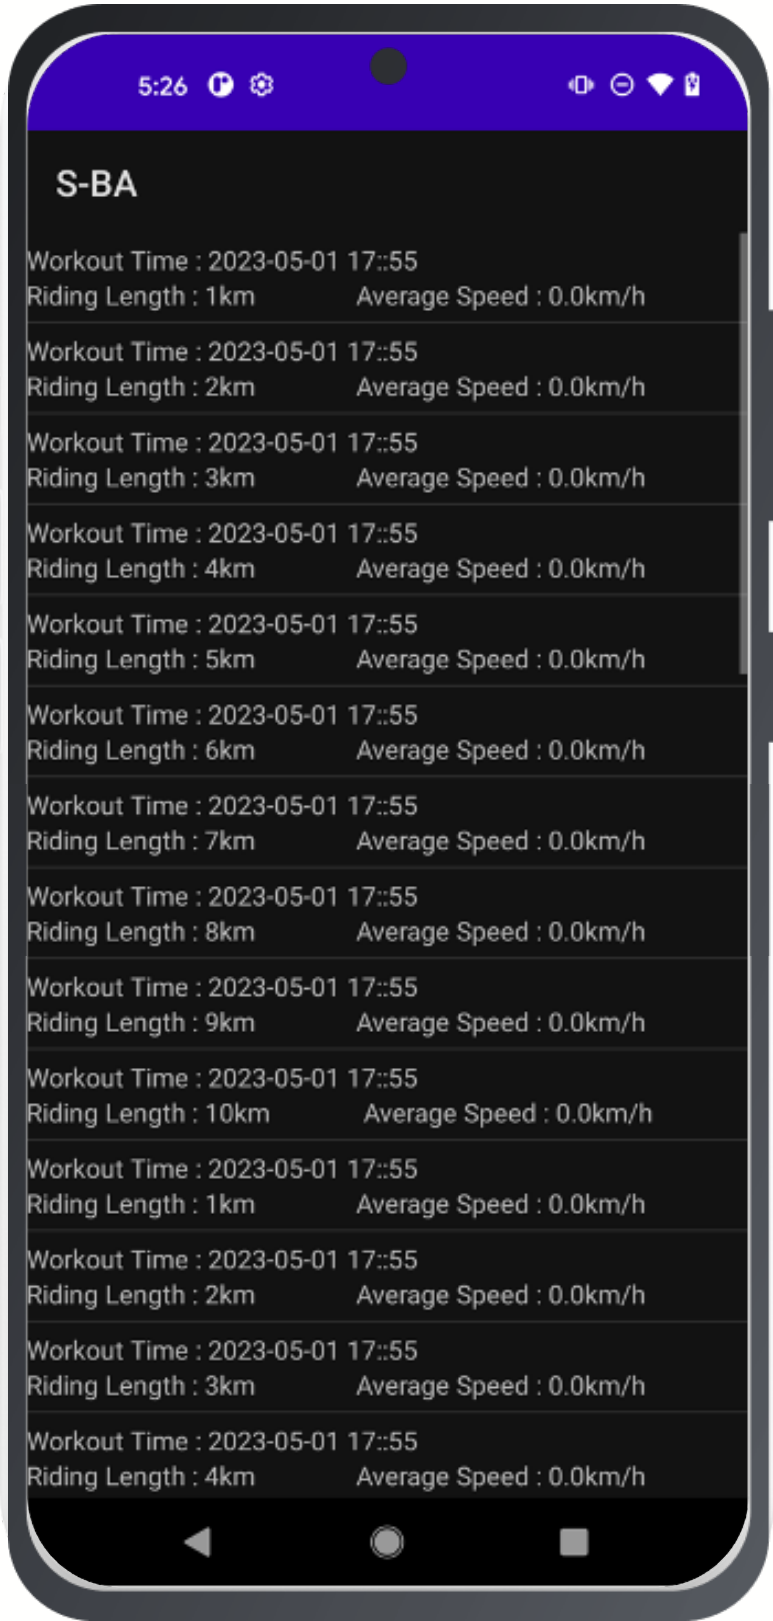 5:26
S-BA
Workout Time : 2023-05-01 17::55
Riding Length : 1km Average Speed : 0.0km/h
Workout Time : 2023-05-01 17::55
Riding Length : 2km Average Speed : 0.0km/h
Workout Time : 2023-05-01 17::55
Riding Length : 3km Average Speed : 0.0km/h
Workout Time : 2023-05-01 17::55
Riding Length : 4km Average Speed : 0.0km/h
Workout Time : 2023-05-01 17::55
Riding Length : 5km Average Speed : 0.0km/h
Workout Time : 2023-05-01 17::55
Riding Length : 6km Average Speed : 0.0km/h
Workout Time : 2023-05-01 17::55
Riding Length : 7km Average Speed : 0.0km/h
Workout Time : 2023-05-01 17::55
Riding Length : 8km Average Speed : 0.0km/h
Workout Time : 2023-05-01 17::55
Riding Length : 9km Average Speed : 0.0km/h
Workout Time : 2023-05-01 17::55
Riding Length : 10km Average Speed : 0.0km/h
Workout Time : 2023-05-01 17::55
Riding Length : 1km Average Speed : 0.0km/h
Workout Time : 2023-05-01 17::55
Riding Length : 2km Average Speed : 0.0km/h
Workout Time : 2023-05-01 17::55
Riding Length : 3km Average Speed : 0.0km/h
Workout Time : 2023-05-01 17::55
Riding Length : 4km Average Speed : 0.0km/h